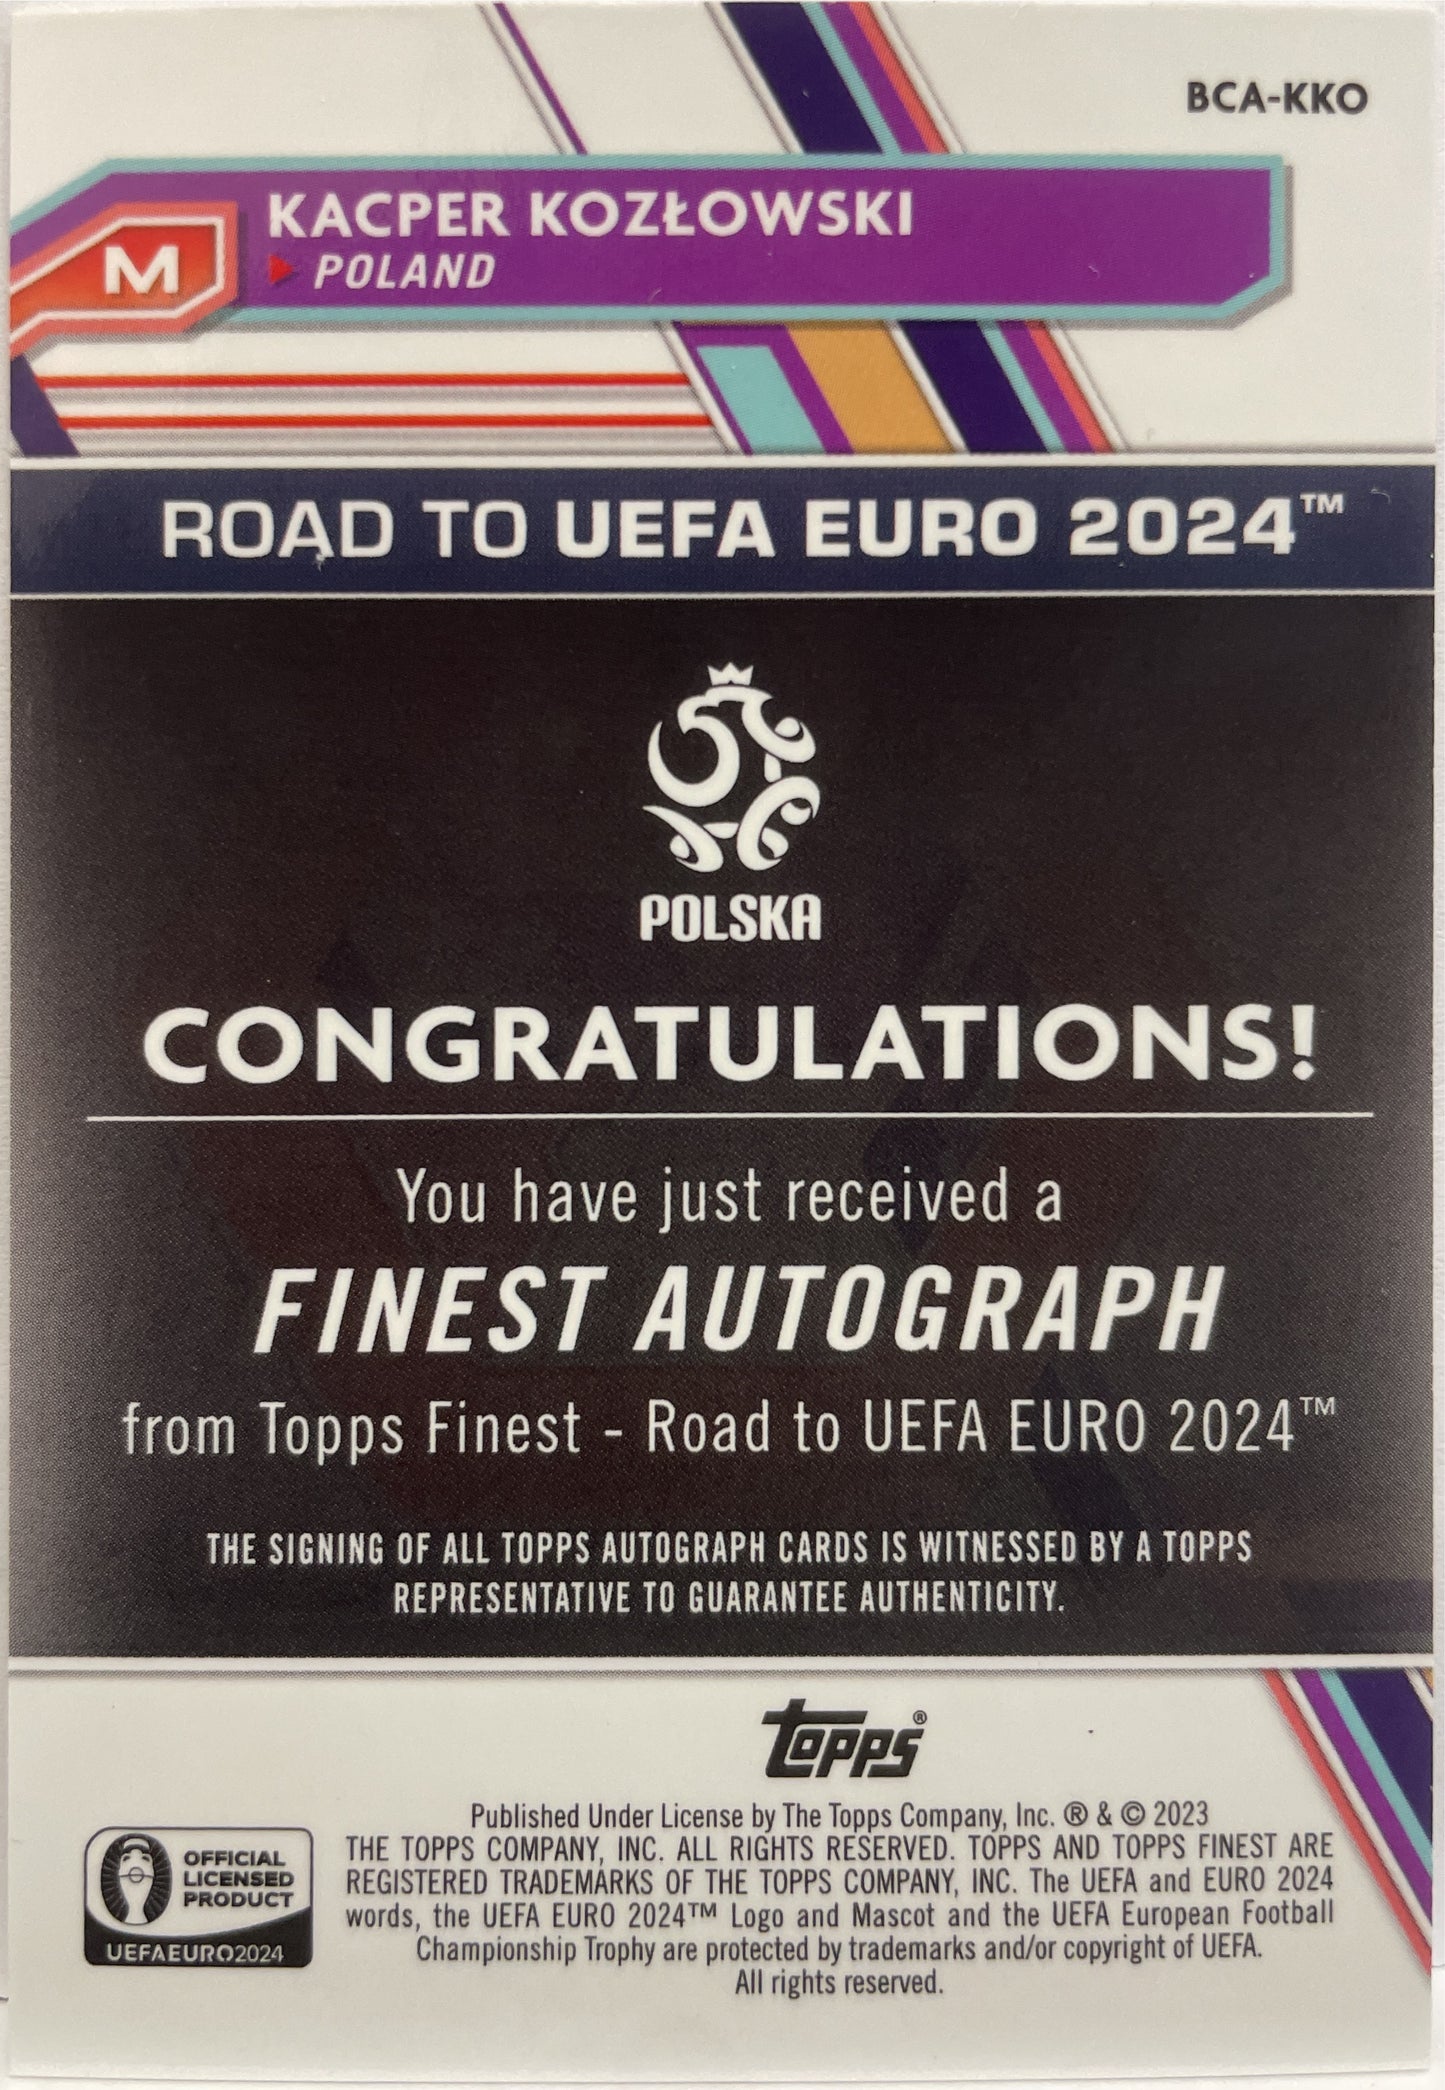 BCA-KKO
KACPER KOZŁOWSKI
M
POLAND
ROAD TO UEFA EURO 2024™
POLSKA
CONGRATULATIONS!
You have just received a
FINEST AUTOGRAPH
from Topps Finest - Road to UEFA EURO 2024™
THE SIGNING OF ALL TOPPS AUTOGRAPH CARDS IS WITNESSED BY A TOPPS
REPRESENTATIVE TO GUARANTEE AUTHENTICITY.
topps®
Published Under License by The Topps Company, Inc. ® & © 2023
THE TOPPS COMPANY, INC. ALL RIGHTS RESERVED. TOPPS AND TOPPS FINEST ARE
REGISTERED TRADEMARKS OF THE TOPPS COMPANY, INC. The UEFA and EURO 2024
words, the UEFA EURO 2024™ Logo and Mascot and the UEFA European Football
Championship Trophy are protected by trademarks and/or copyright of UEFA.
All rights reserved.
OFFICIAL
LICENSED
PRODUCT
UEFAEURO2024